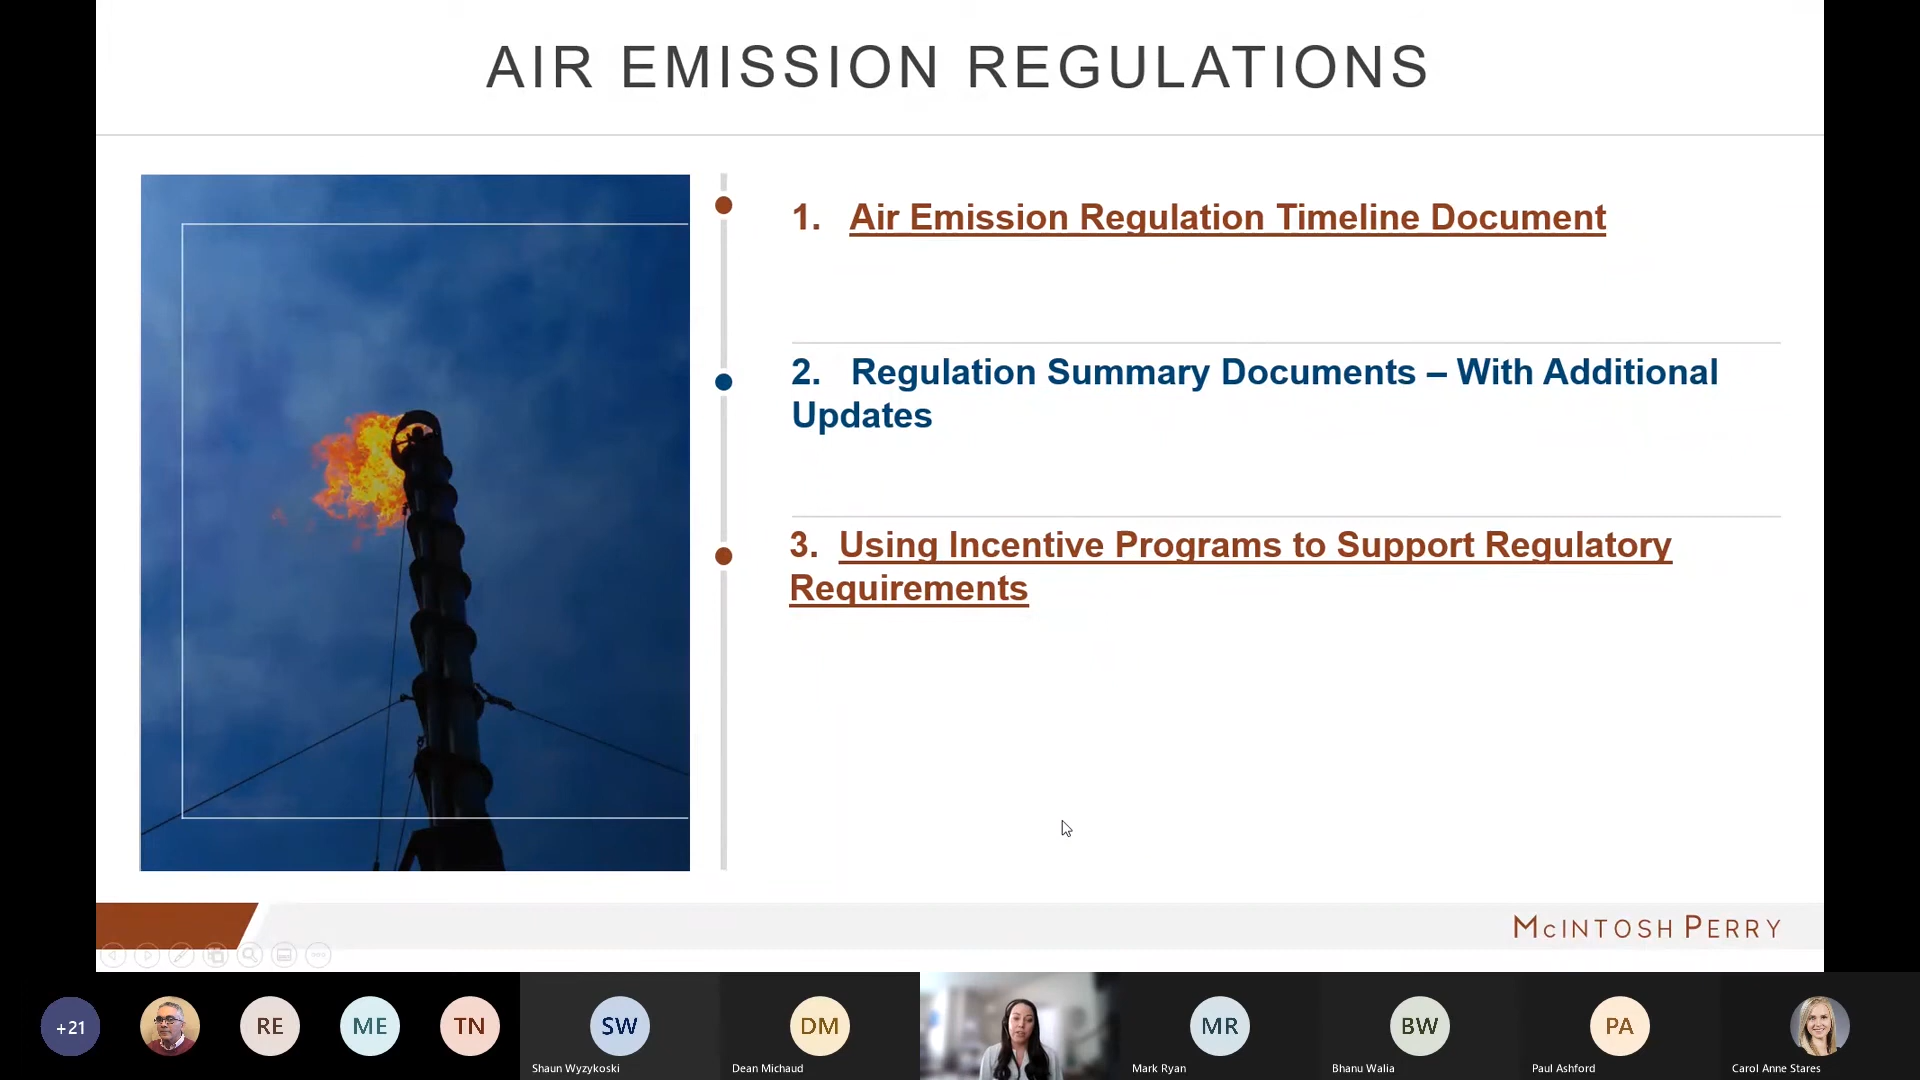 AIR EMISSION REGULATIONS
1. Air Emission Regulation Timeline Document
2. Regulation Summary Documents – With Additional
Updates
3. Using Incentive Programs to Support Regulatory
Requirements
MCINTOSH PERRY
+21
RE
ME
TN
SW
DM
MR
BW
PA
Shaun Wyzykoski
Dean Michaud
Mark Ryan
Bhanu Walia
Paul Ashford
Carol Anne Stares